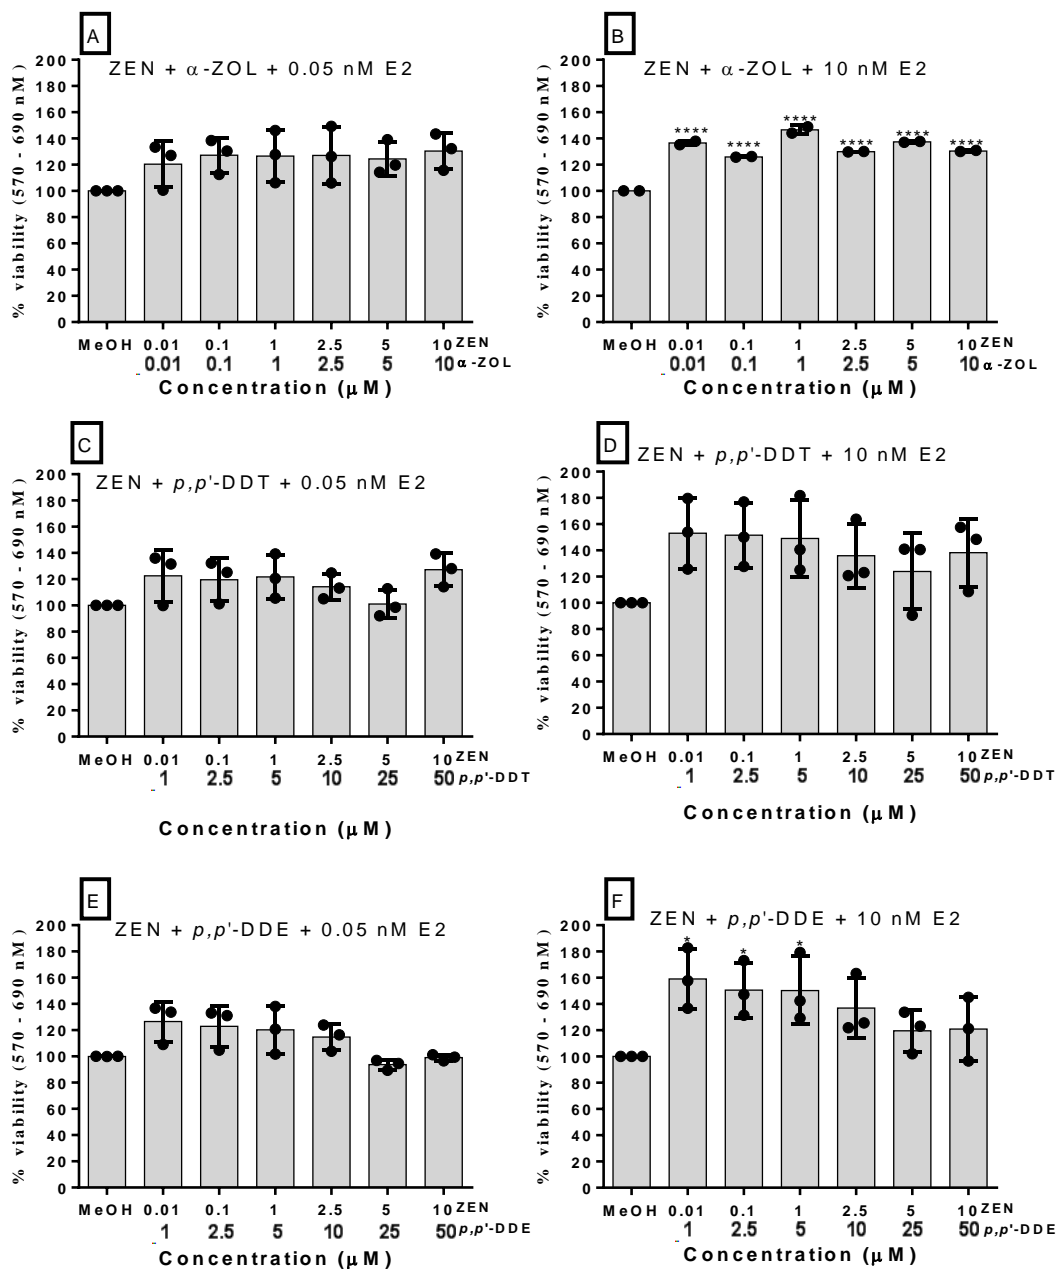 A
ZEN + α-ZOL + 0.05 nM E2
% viability (570 - 690 nM )
200
180
160
140
120
100
80
60
40
20
0
MeOH 0.01 0.1 1 2.5 5 10 ZEN
0.01 0.1 1 2.5 5 10 α-ZOL
Concentration (μM)
B
ZEN + α-ZOL + 10 nM E2
% viability (570 - 690 nM )
200
180
160
140
120
100
80
60
40
20
0
**** **** **** **** **** ****
MeOH 0.01 0.1 1 2.5 5 10 ZEN
0.01 0.1 1 2.5 5 10 α-ZOL
Concentration (μM)
C
ZEN + p,p'-DDT + 0.05 nM E2
% viability (570 - 690 nM )
200
180
160
140
120
100
80
60
40
20
0
MeOH 0.01 0.1 1 2.5 5 10 ZEN
1 2.5 5 10 25 50 p,p'-DDT
Concentration (μM)
D
ZEN + p,p'-DDT + 10 nM E2
% viability (570 - 690 nM )
200
180
160
140
120
100
80
60
40
20
0
MeOH 0.01 0.1 1 2.5 5 10 ZEN
1 2.5 5 10 25 50 p,p'-DDT
Concentration (μM)
E
ZEN + p,p'-DDE + 0.05 nM E2
% viability (570 - 690 nM )
200
180
160
140
120
100
80
60
40
20
0
MeOH 0.01 0.1 1 2.5 5 10 ZEN
1 2.5 5 10 25 50 p,p'-DDE
Concentration (μM)
F
ZEN + p,p'-DDE + 10 nM E2
% viability (570 - 690 nM )
200
180
160
140
120
100
80
60
40
20
0
* * *
MeOH 0.01 0.1 1 2.5 5 10 ZEN
1 2.5 5 10 25 50 p,p'-DDE
Concentration (μM)